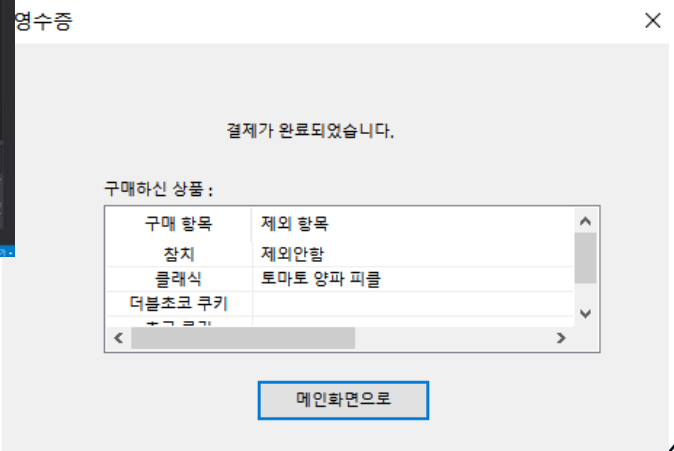 영수증
결제가 완료되었습니다.
구매하신 상품 :
구매 항목 제외 항목
참치 제외안함
클래식 토마토 양파 피클
더블초코 쿠키
메인화면으로